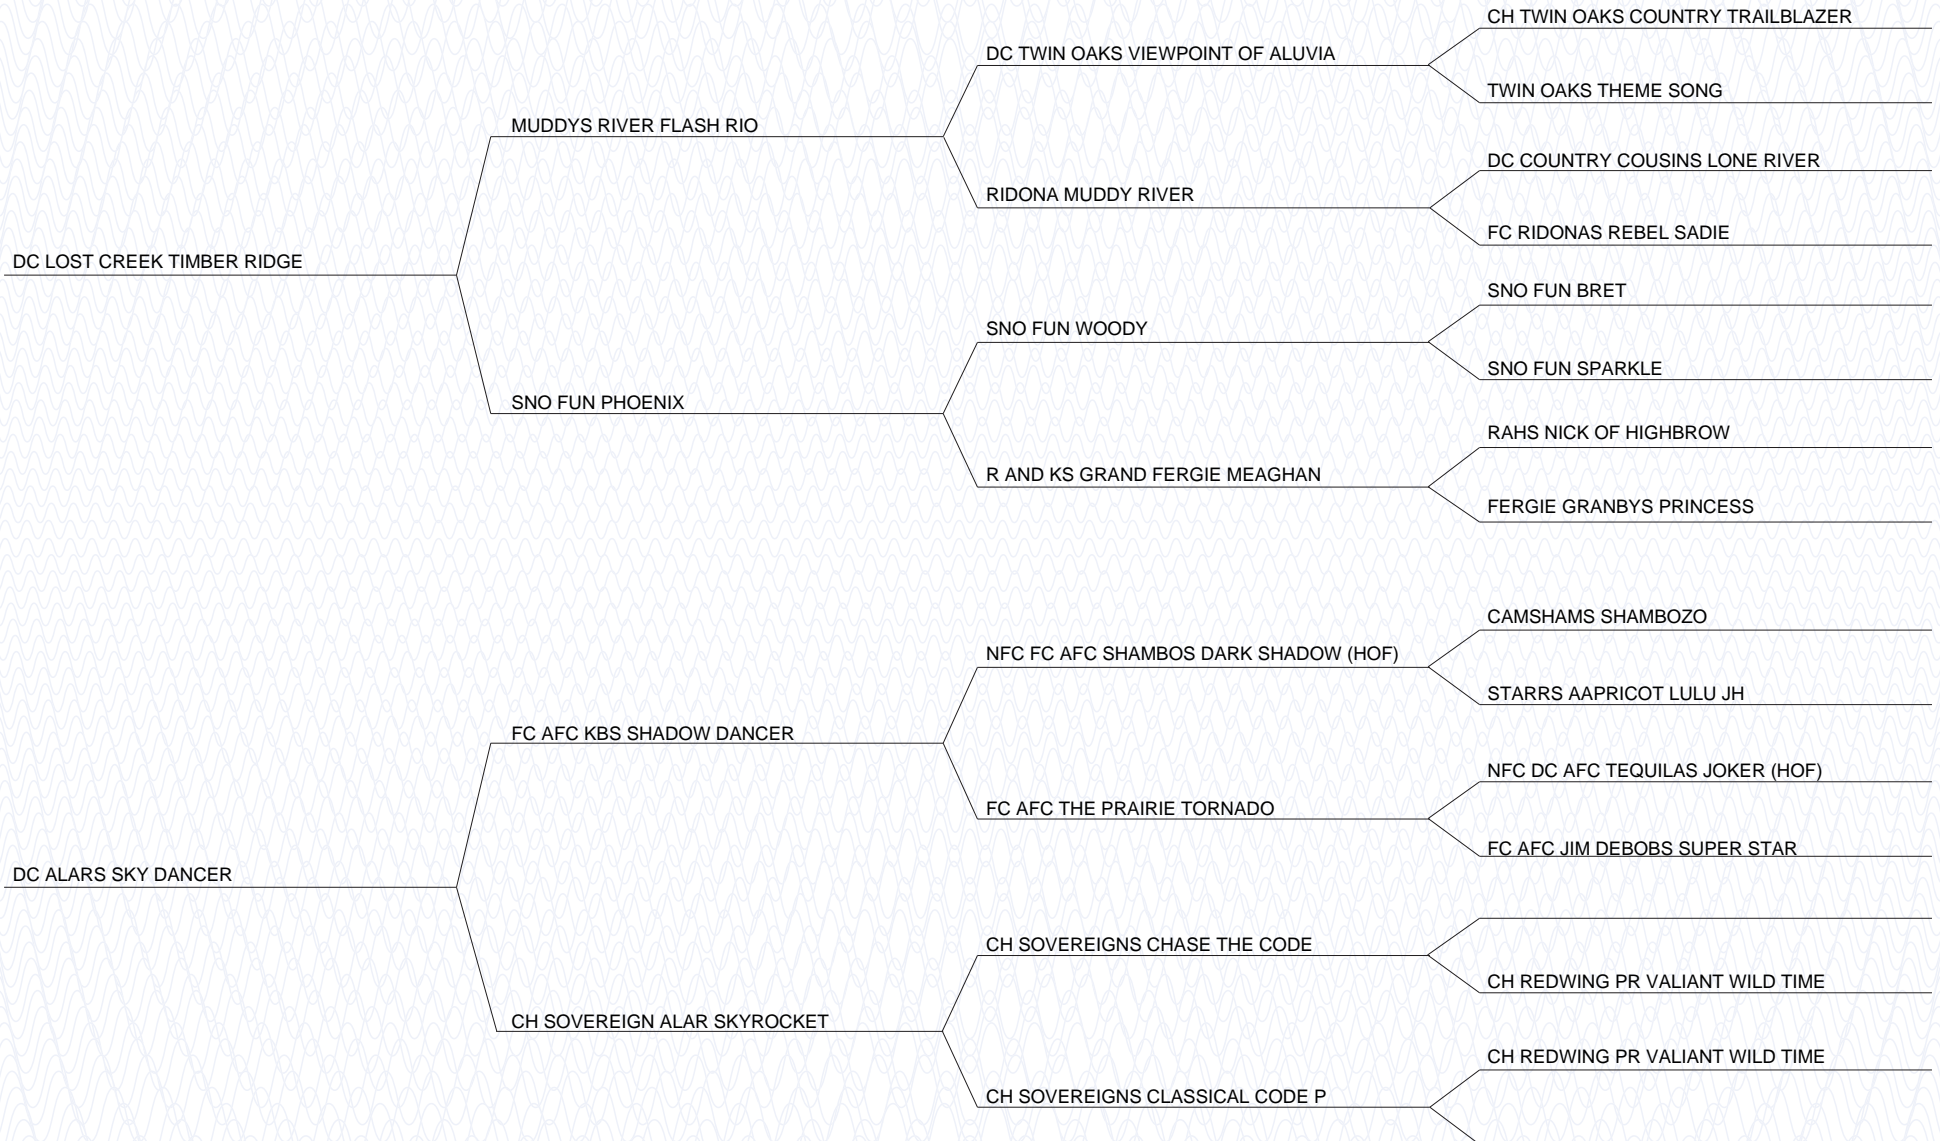 CH TWIN OAKS COUNTRY TRAILBLAZER
DC TWIN OAKS VIEWPOINT OF ALUVIA
TWIN OAKS THEME SONG
MUDDYS RIVER FLASH RIO
DC COUNTRY COUSINS LONE RIVER
RIDONA MUDDY RIVER
FC RIDONAS REBEL SADIE
DC LOST CREEK TIMBER RIDGE
SNO FUN BRET
SNO FUN WOODY
SNO FUN SPARKLE
SNO FUN PHOENIX
RAHS NICK OF HIGHBROW
R AND KS GRAND FERGIE MEAGHAN
FERGIE GRANBYS PRINCESS
CAMSHAMS SHAMBOZO
NFC FC AFC SHAMBOS DARK SHADOW (HOF)
STARRS AAPRICOT LULU JH
FC AFC KBS SHADOW DANCER
NFC DC AFC TEQUILAS JOKER (HOF)
FC AFC THE PRAIRIE TORNADO
FC AFC JIM DEBOBS SUPER STAR
DC ALARS SKY DANCER
CH SOVEREIGNS CHASE THE CODE
CH REDWING PR VALIANT WILD TIME
CH SOVEREIGN ALAR SKYROCKET
CH REDWING PR VALIANT WILD TIME
CH SOVEREIGNS CLASSICAL CODE P